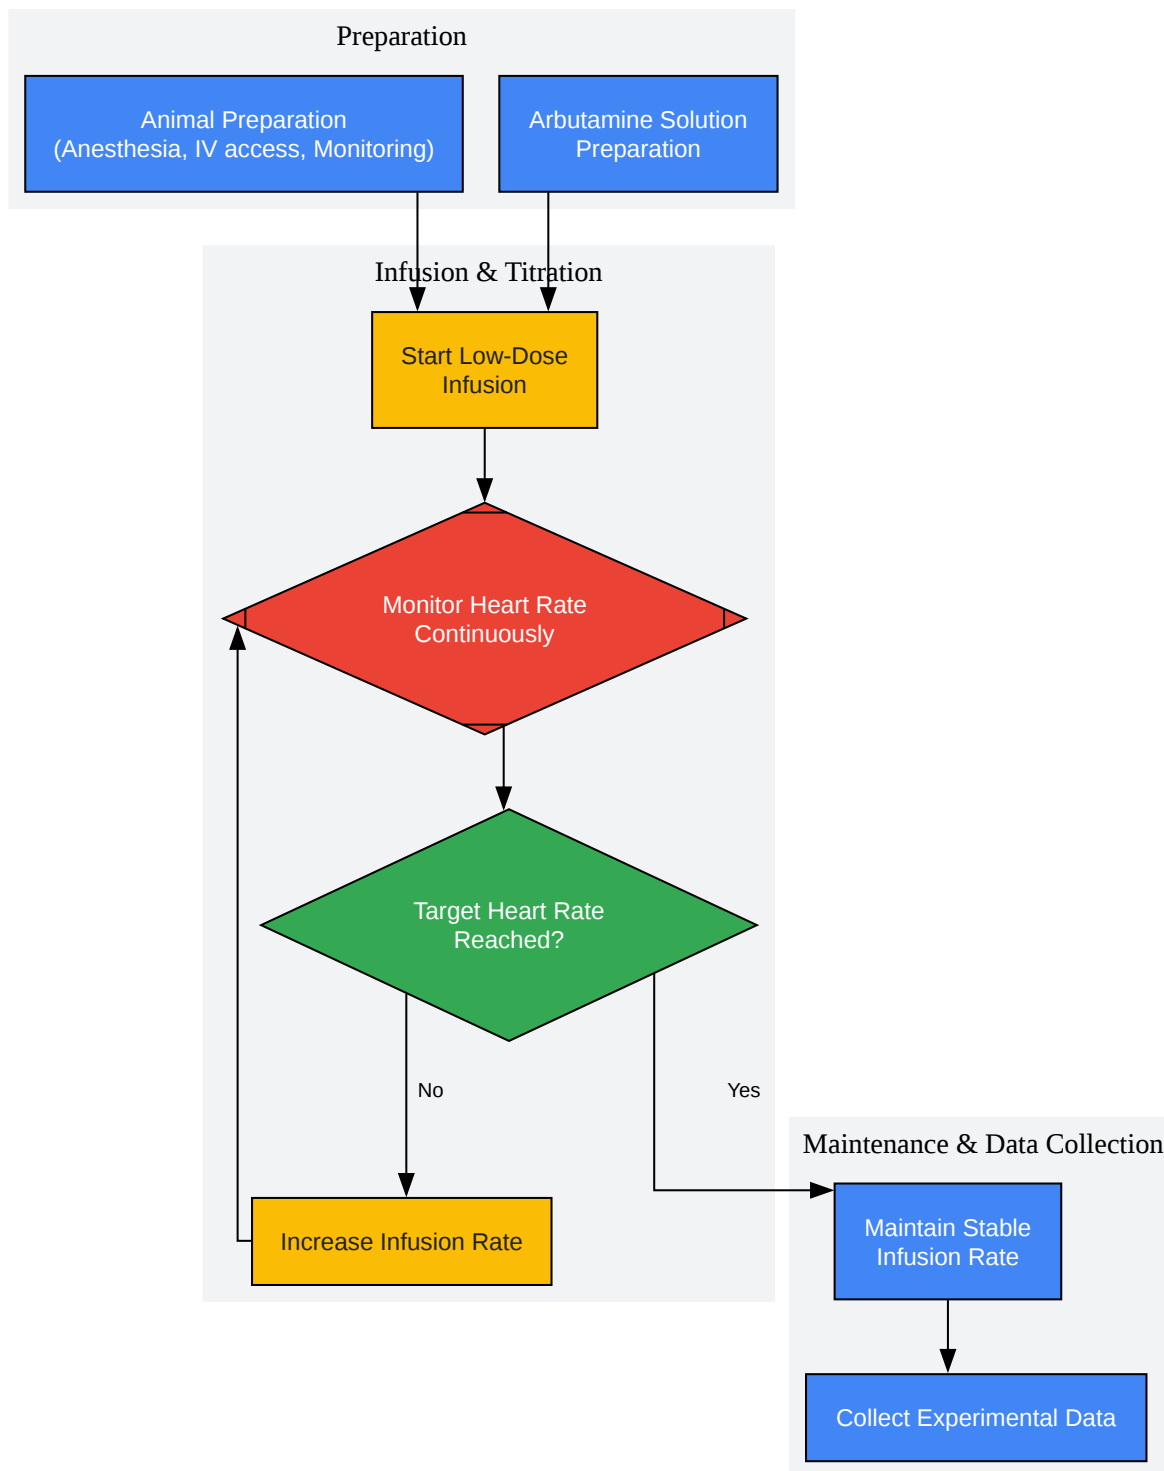 Preparation
Animal Preparation
(Anesthesia, IV access, Monitoring)
Arbutamine Solution
Preparation
Infusion & Titration
Start Low-Dose
Infusion
Monitor Heart Rate
Continuously
Target Heart Rate
Reached?
No
Yes
Increase Infusion Rate
Maintenance & Data Collection
Maintain Stable
Infusion Rate
Collect Experimental Data